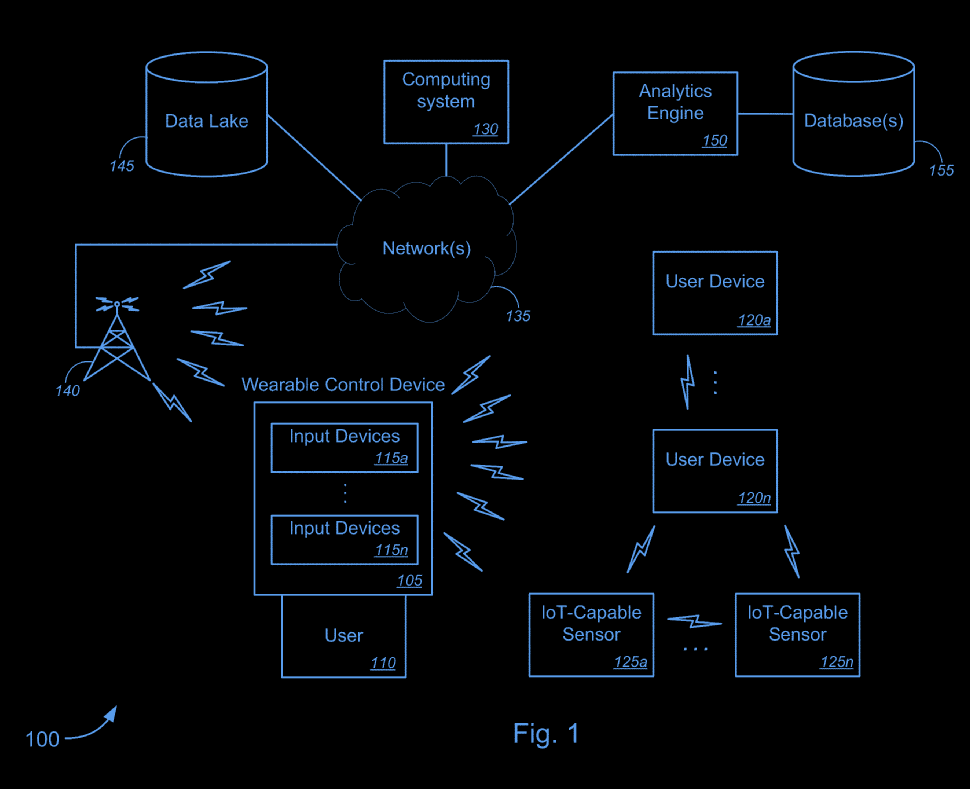 Data Lake
145
Computing
system
130
Analytics
Engine
150
Database(s)
155
Network(s)
135
140
User Device
120a
Wearable Control Device
Input Devices
115a
Input Devices
115n
105
User
110
User Device
120n
IoT-Capable
Sensor
125a
...
IoT-Capable
Sensor
125n
100
Fig. 1